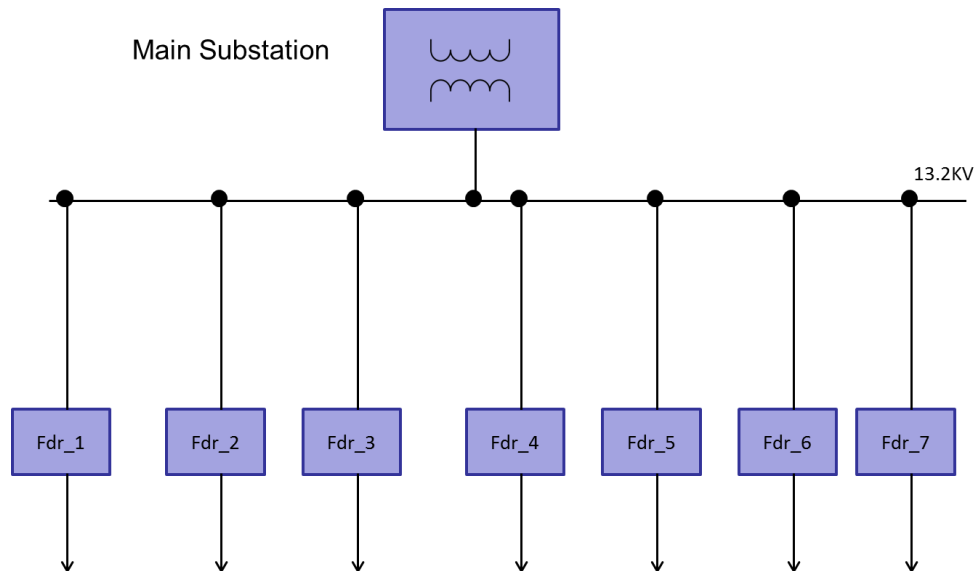 Main Substation
13.2KV
Fdr_1
Fdr_2
Fdr_3
Fdr_4
Fdr_5
Fdr_6
Fdr_7